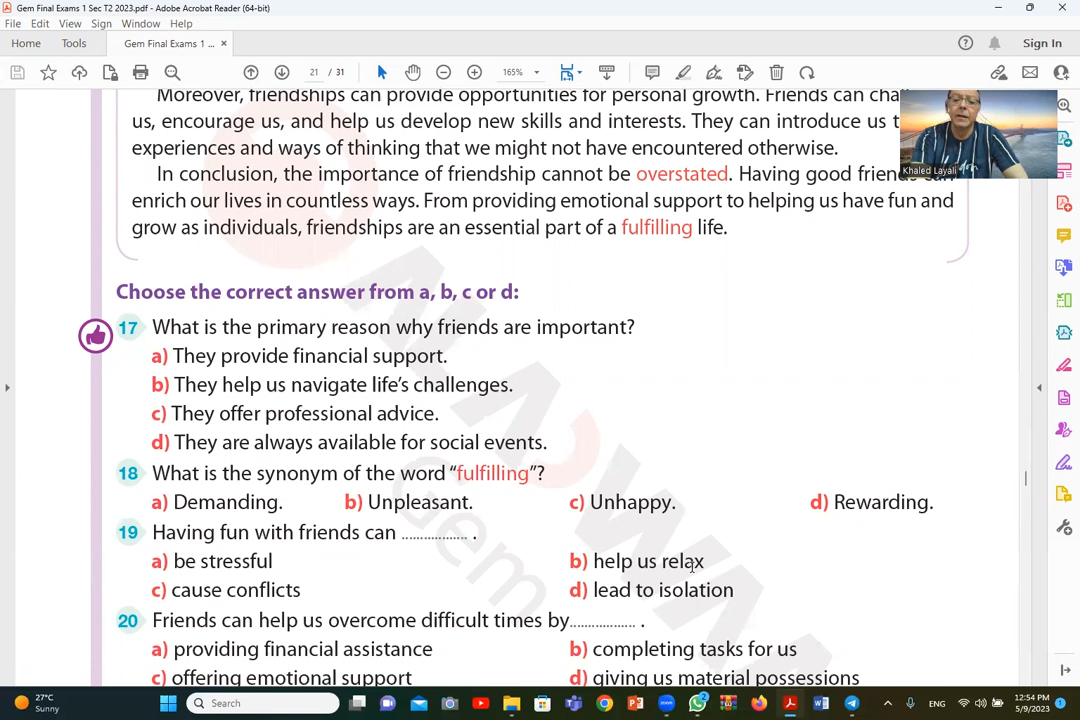 Gem Final Exams 1 Sec T2 2023.pdf - Adobe Acrobat Reader (64-bit)
File Edit View Sign Window Help
Home Tools Gem Final Exams 1 ... × Sign In
21 / 31 165%
Moreover, friendships can provide opportunities for personal growth. Friends can
us, encourage us, and help us develop new skills and interests. They can introduce us
experiences and ways of thinking that we might not have encountered otherwise.
In conclusion, the importance of friendship cannot be overstated. Having good friends can
enrich our lives in countless ways. From providing emotional support to helping us have fun and
grow as individuals, friendships are an essential part of a fulfilling life.
Khaled Layali
Choose the correct answer from a, b, c or d:
17 What is the primary reason why friends are important?
a) They provide financial support.
b) They help us navigate life's challenges.
c) They offer professional advice.
d) They are always available for social events.
18 What is the synonym of the word "fulfilling"?
a) Demanding. b) Unpleasant. c) Unhappy. d) Rewarding.
19 Having fun with friends can ................... .
a) be stressful b) help us relax
c) cause conflicts d) lead to isolation
20 Friends can help us overcome difficult times by................... .
a) providing financial assistance b) completing tasks for us
c) offering emotional support d) giving us material possessions
ALADWAA
Gem
27°C
Sunny
Search
2
ENG
12:54 PM
5/9/2023